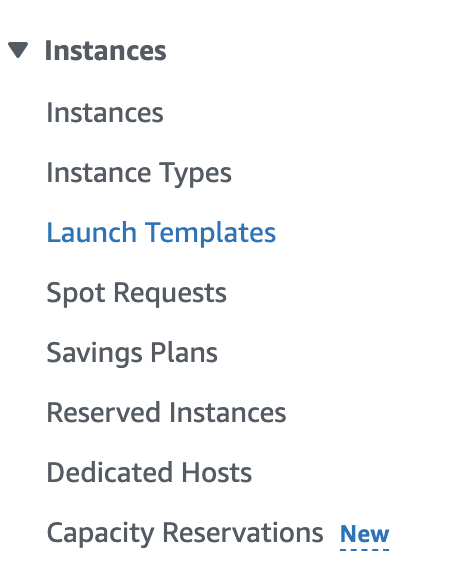 Instances
Instances
Instance Types
Launch Templates
Spot Requests
Savings Plans
Reserved Instances
Dedicated Hosts
Capacity Reservations New